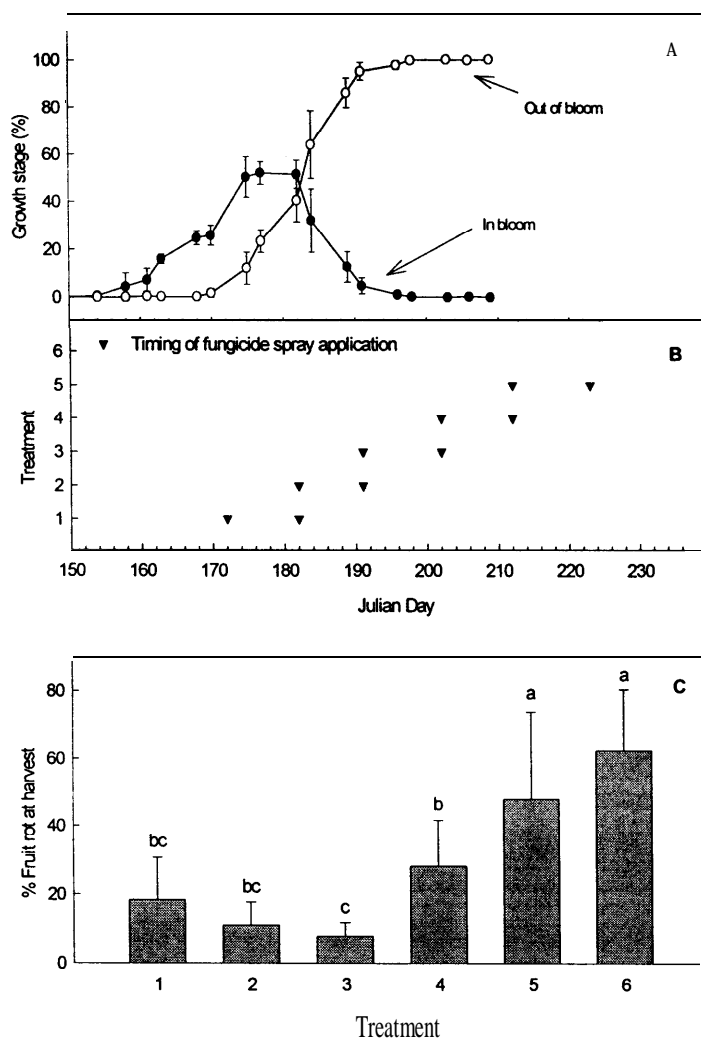 A
100
80
60
40
20
0
Growth stage (%)
Out of bloom
In bloom
B
Timing of fungicide spray application
6
5
4
3
2
1
Treatment
150 160 170 180 190 200 210 220 230
Julian Day
C
80
60
40
20
0
% Fruit rot at harvest
bc
bc
c
b
a
a
1 2 3 4 5 6
Treatment